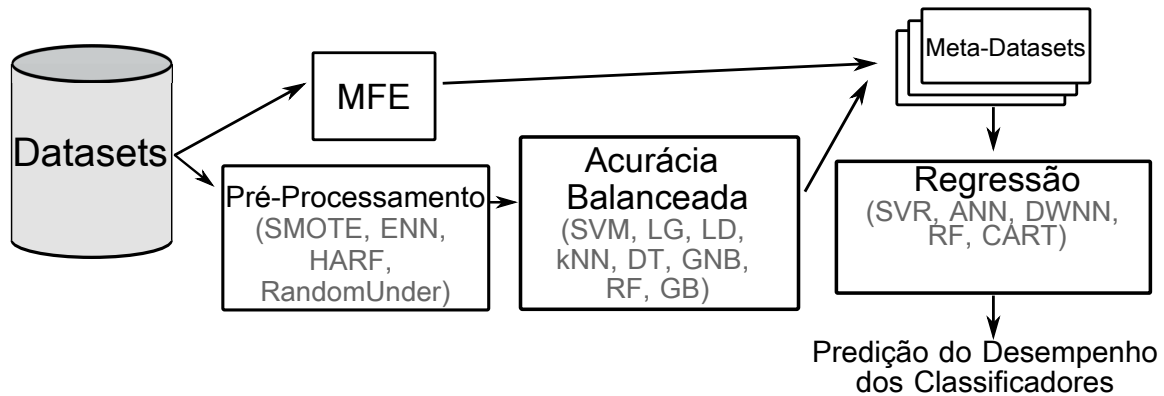 Datasets
MFE
Pré-Processamento
(SMOTE, ENN,
HARF,
RandomUnder)
Acurácia
Balanceada
(SVM, LG, LD,
kNN, DT, GNB,
RF, GB)
Meta-Datasets
Regressão
(SVR, ANN, DWNN,
RF, CART)
Predição do Desempenho
dos Classificadores